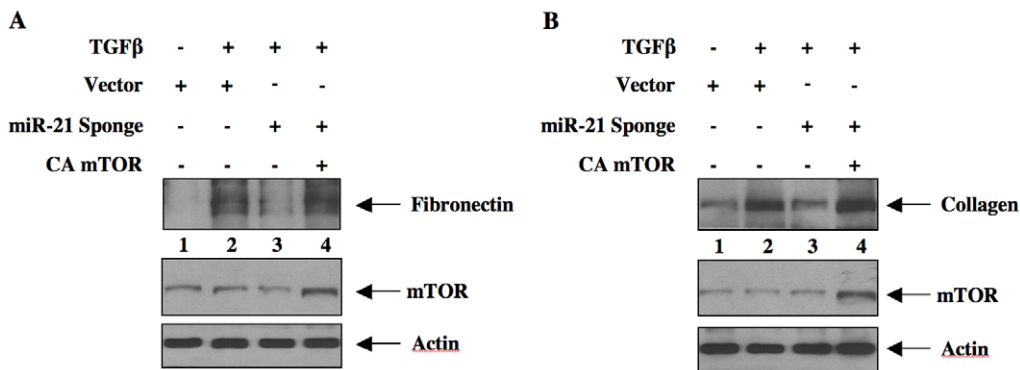 A
TGFβ - + + +
Vector + + - -
miR-21 Sponge - - + +
CA mTOR - - - +
Fibronectin
1 2 3 4
mTOR
Actin
B
TGFβ - + + +
Vector + + - -
miR-21 Sponge - - + +
CA mTOR - - - +
Collagen
1 2 3 4
mTOR
Actin